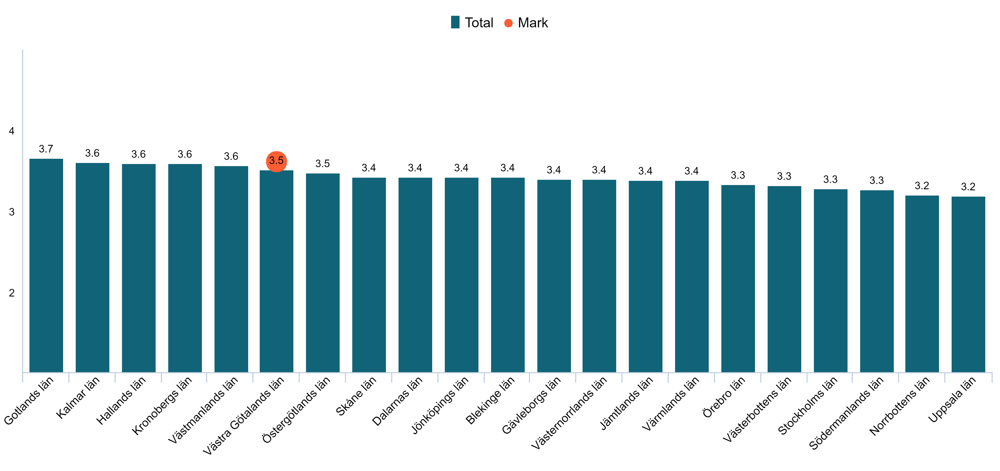 Total Mark
4
3
2
3.7 3.6 3.6 3.6 3.6 3.5 3.5 3.4 3.4 3.4 3.4 3.4 3.4 3.4 3.4 3.3 3.3 3.3 3.3 3.2 3.2
Gotlands län
Kalmar län
Hallands län
Kronobergs län
Västmanlands län
Västra Götalands län
Östergötlands län
Skåne län
Dalarnas län
Jönköpings län
Blekinge län
Gävleborgs län
Västernorrlands län
Jämtlands län
Värmlands län
Örebro län
Västerbottens län
Stockholms län
Södermanlands län
Norrbottens län
Uppsala län